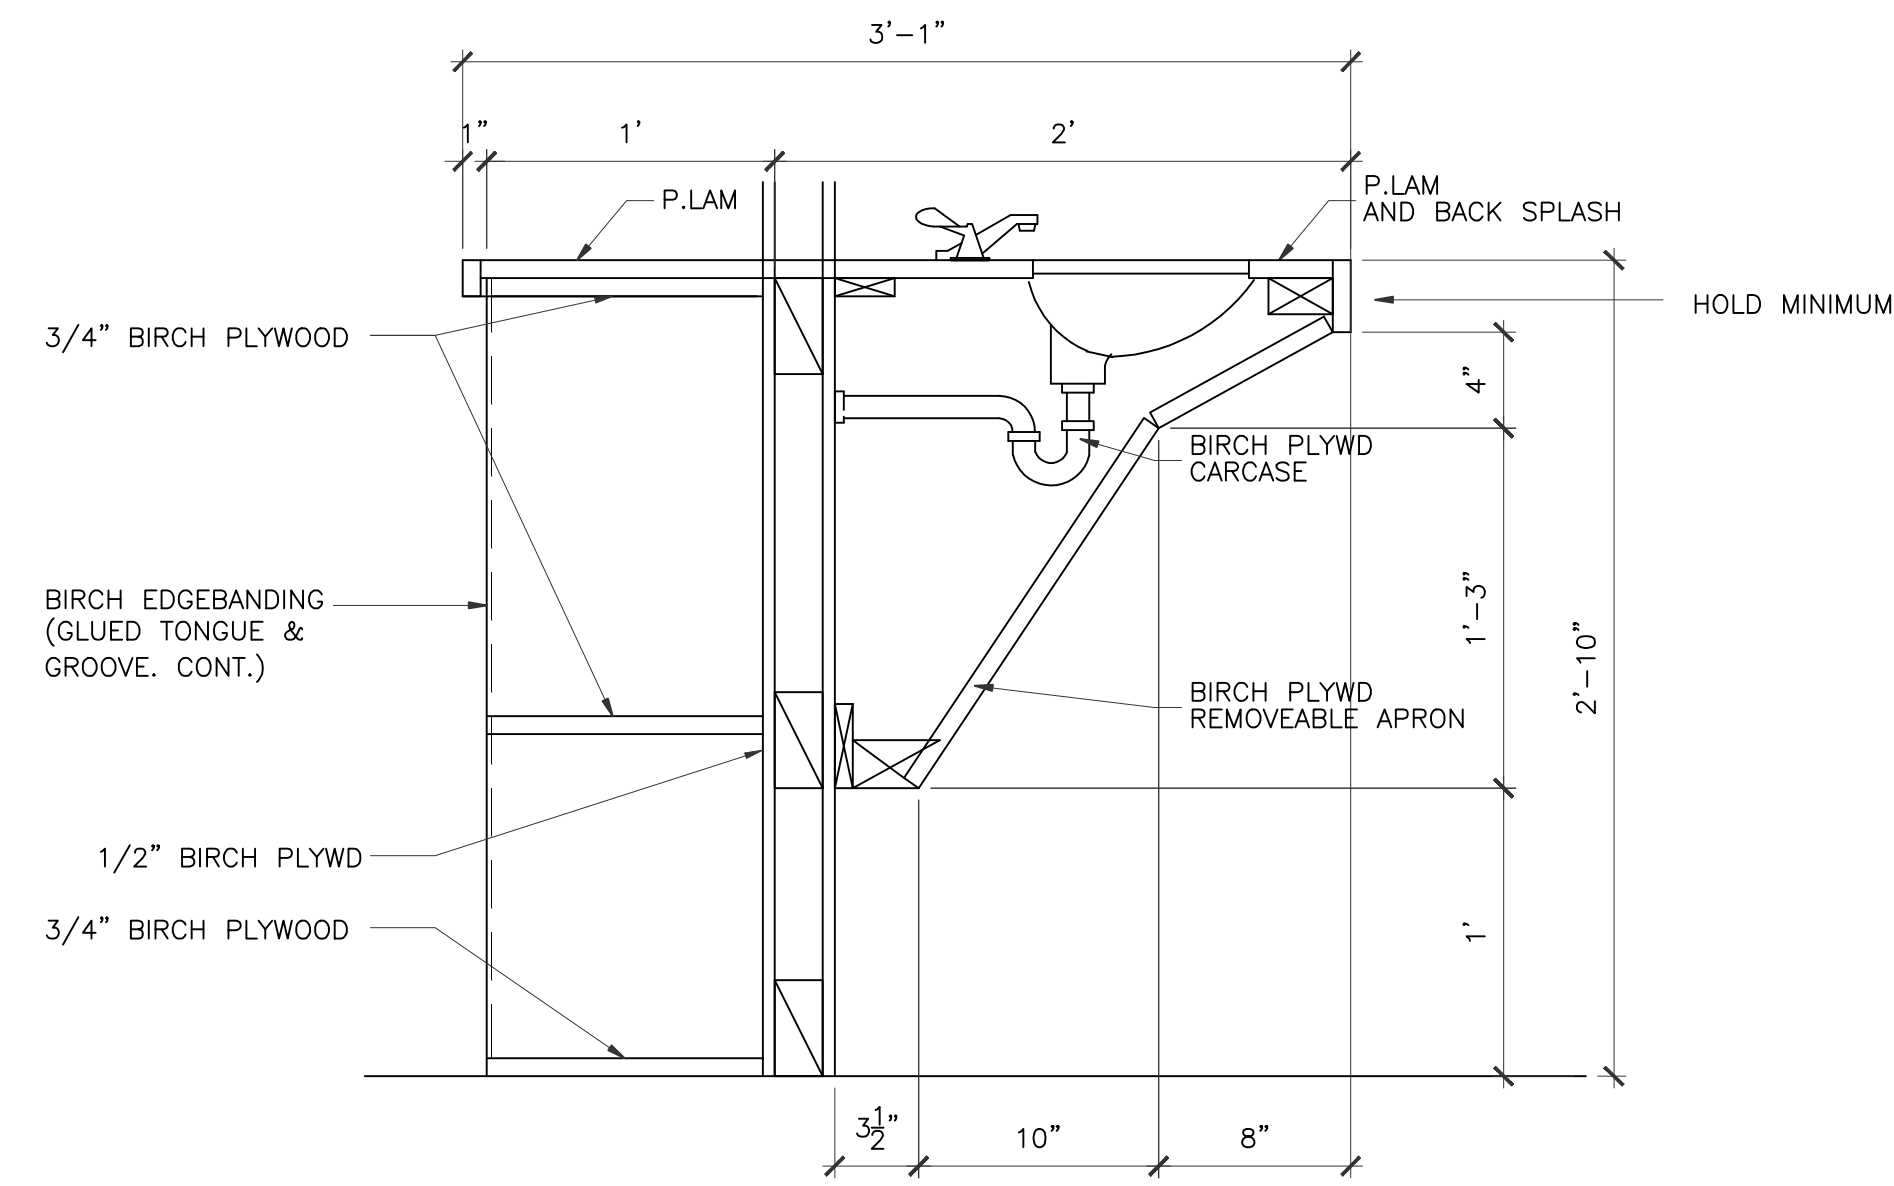 3'-1"
1"
1'
2'
P.LAM
P.LAM
AND BACK SPLASH
HOLD MINIMUM
3/4" BIRCH PLYWOOD
4"
BIRCH PLYWD
CARCASE
BIRCH EDGEBANDING
(GLUED TONGUE &
GROOVE. CONT.)
1'-3"
2'-10"
BIRCH PLYWD
REMOVEABLE APRON
1/2" BIRCH PLYWD
3/4" BIRCH PLYWOOD
1'
3 1/2"
10"
8"